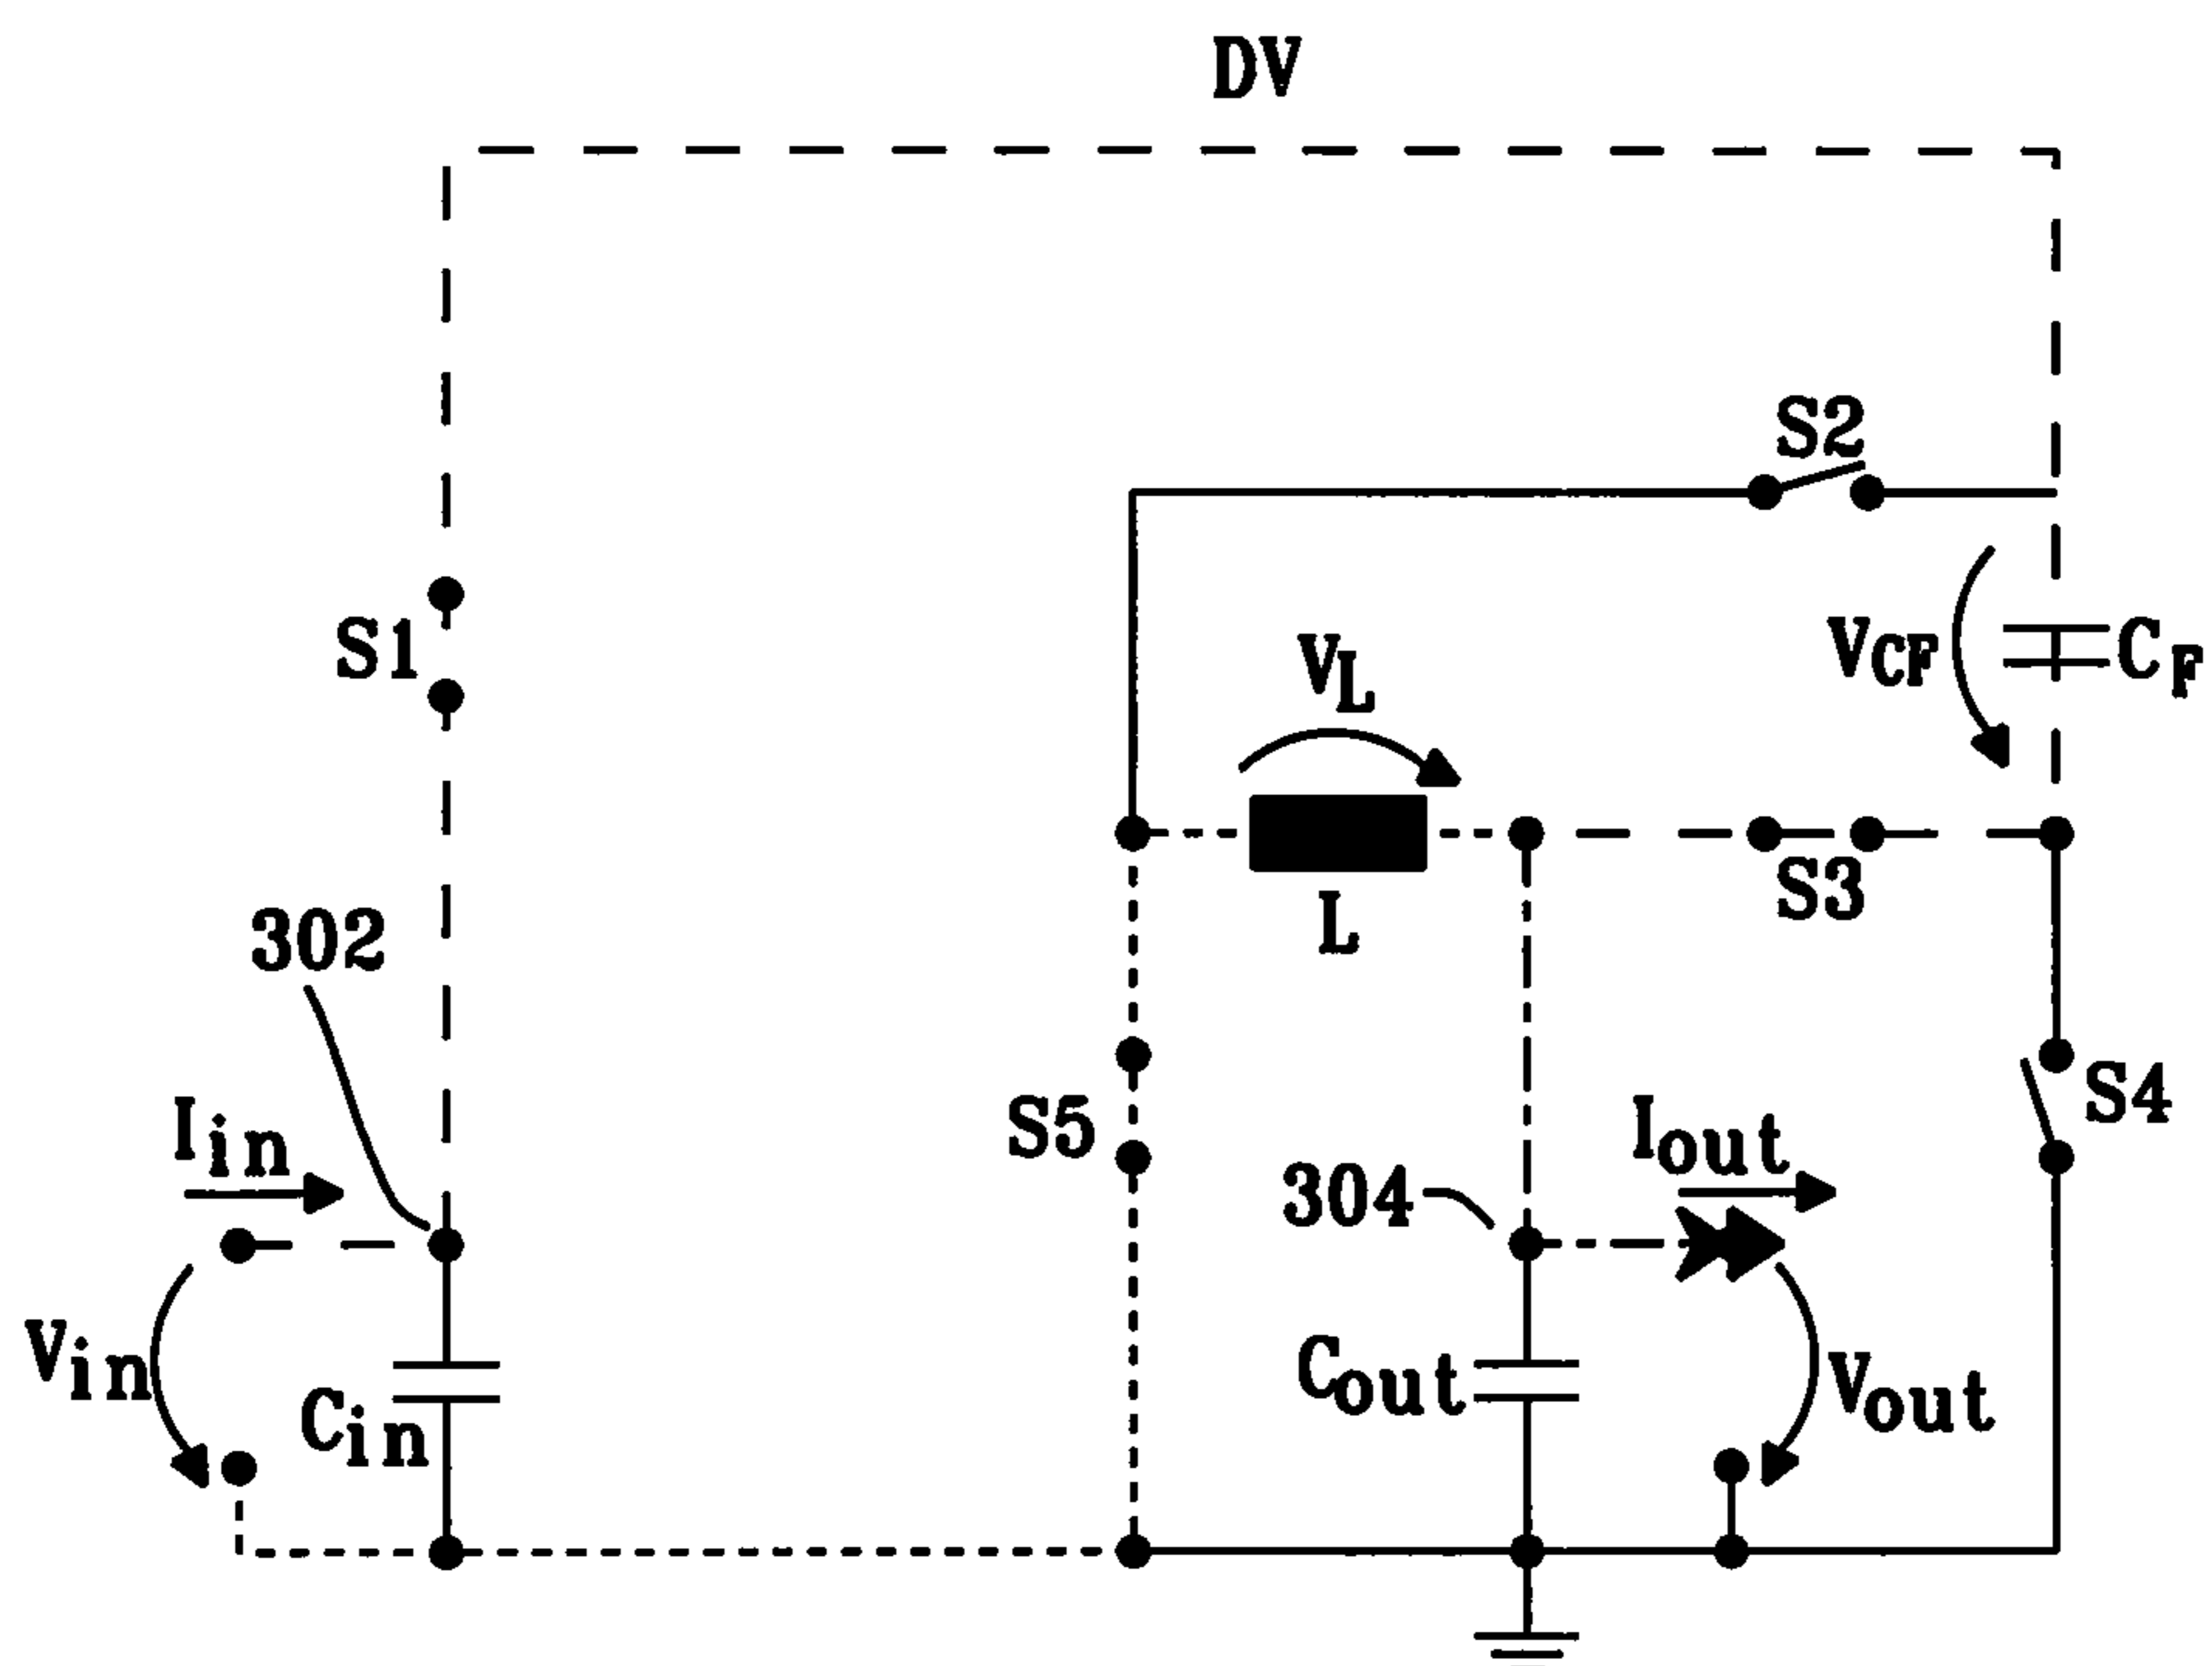 DV
S2
S1
VL
VCF
CF
S3
L
302
Iin
S5
304
Iout
S4
Vin
Cin
Cout
Vout